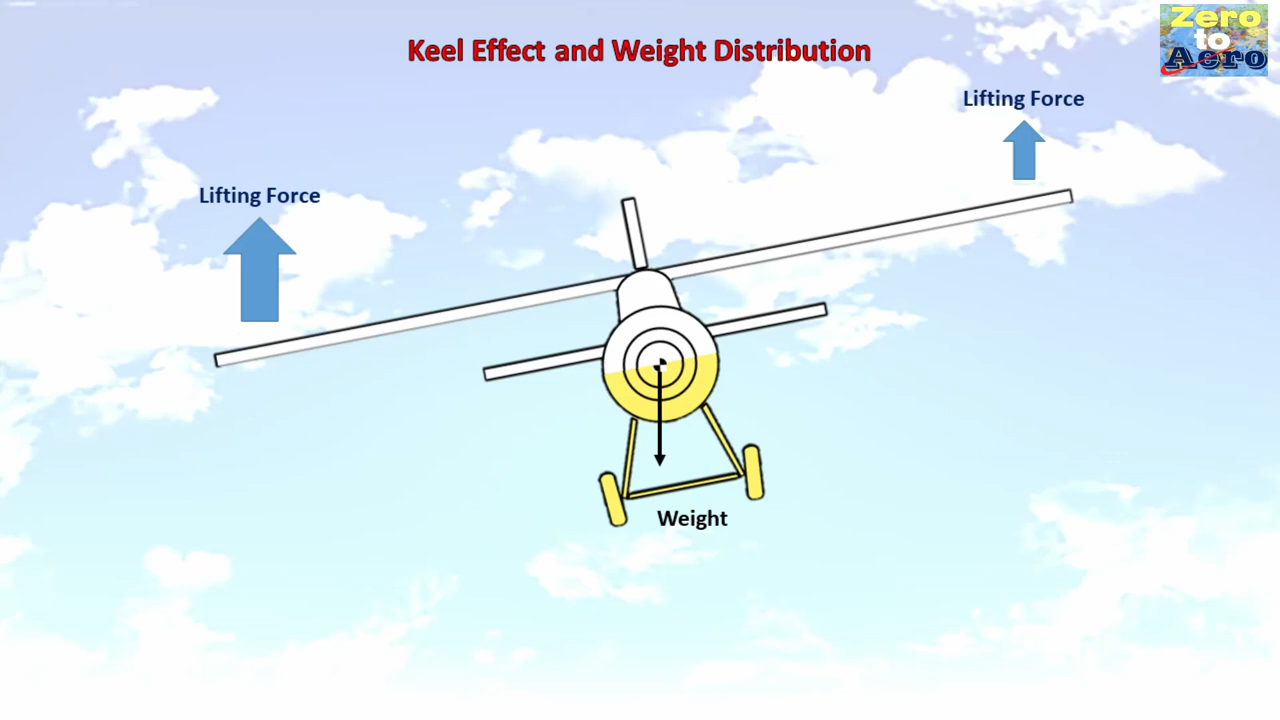 Keel Effect and Weight Distribution
Zero
to
Aero
Lifting Force
Lifting Force
Weight